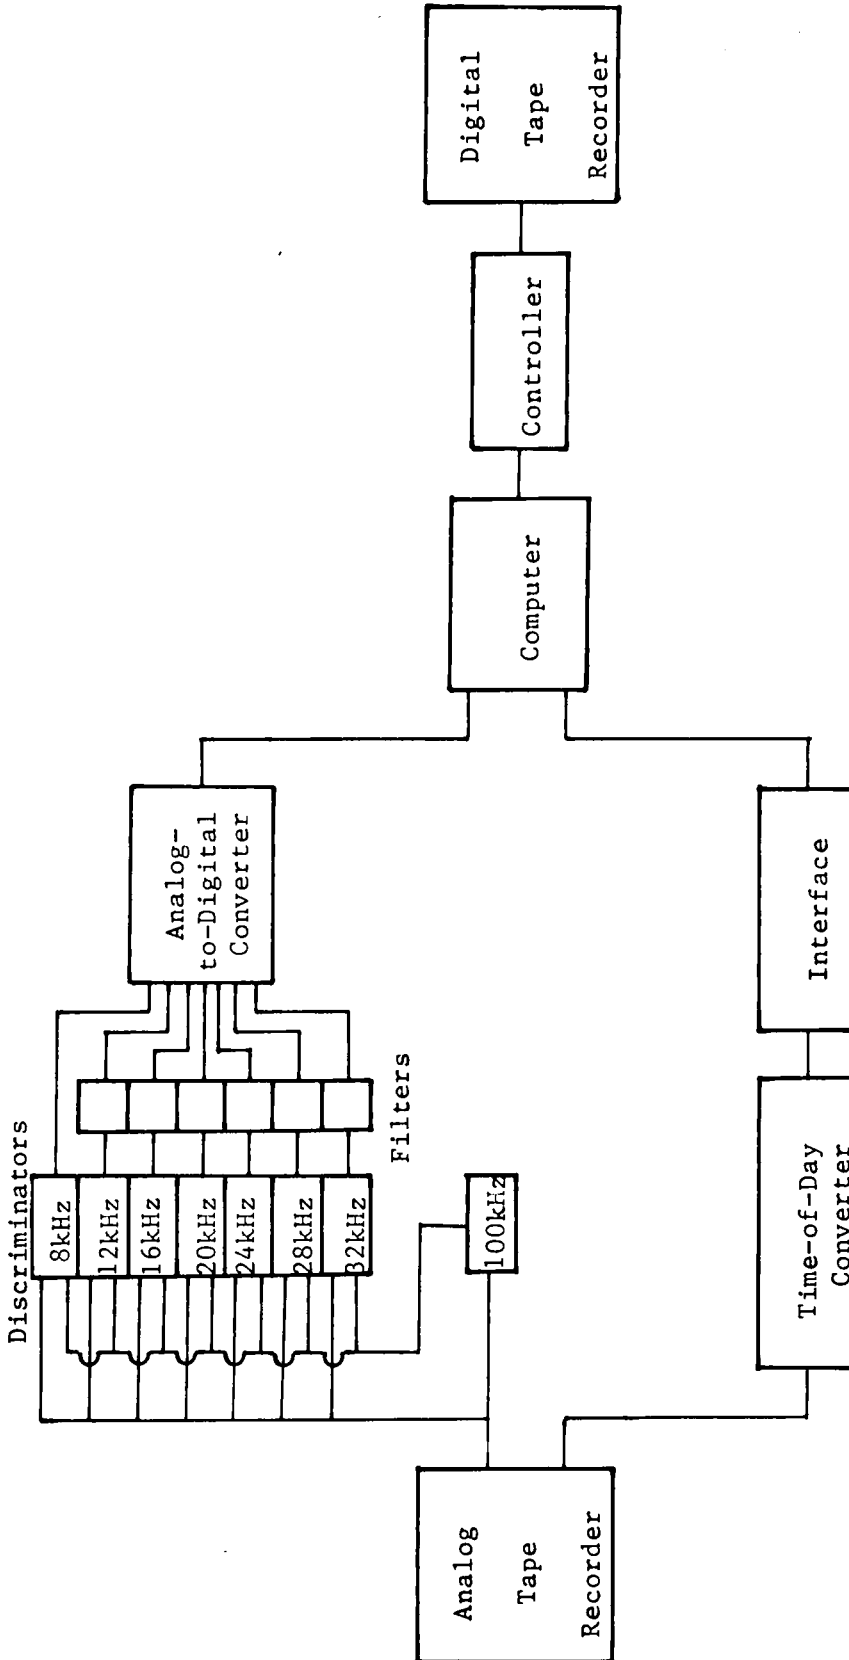 Discriminators
8kHz
12kHz
16kHz
20kHz
24kHz
28kHz
32kHz
Filters
100kHz
Analog
Tape
Recorder
Analog-
to-Digital
Converter
Time-of-Day
Converter
Interface
Computer
Controller
Digital
Tape
Recorder